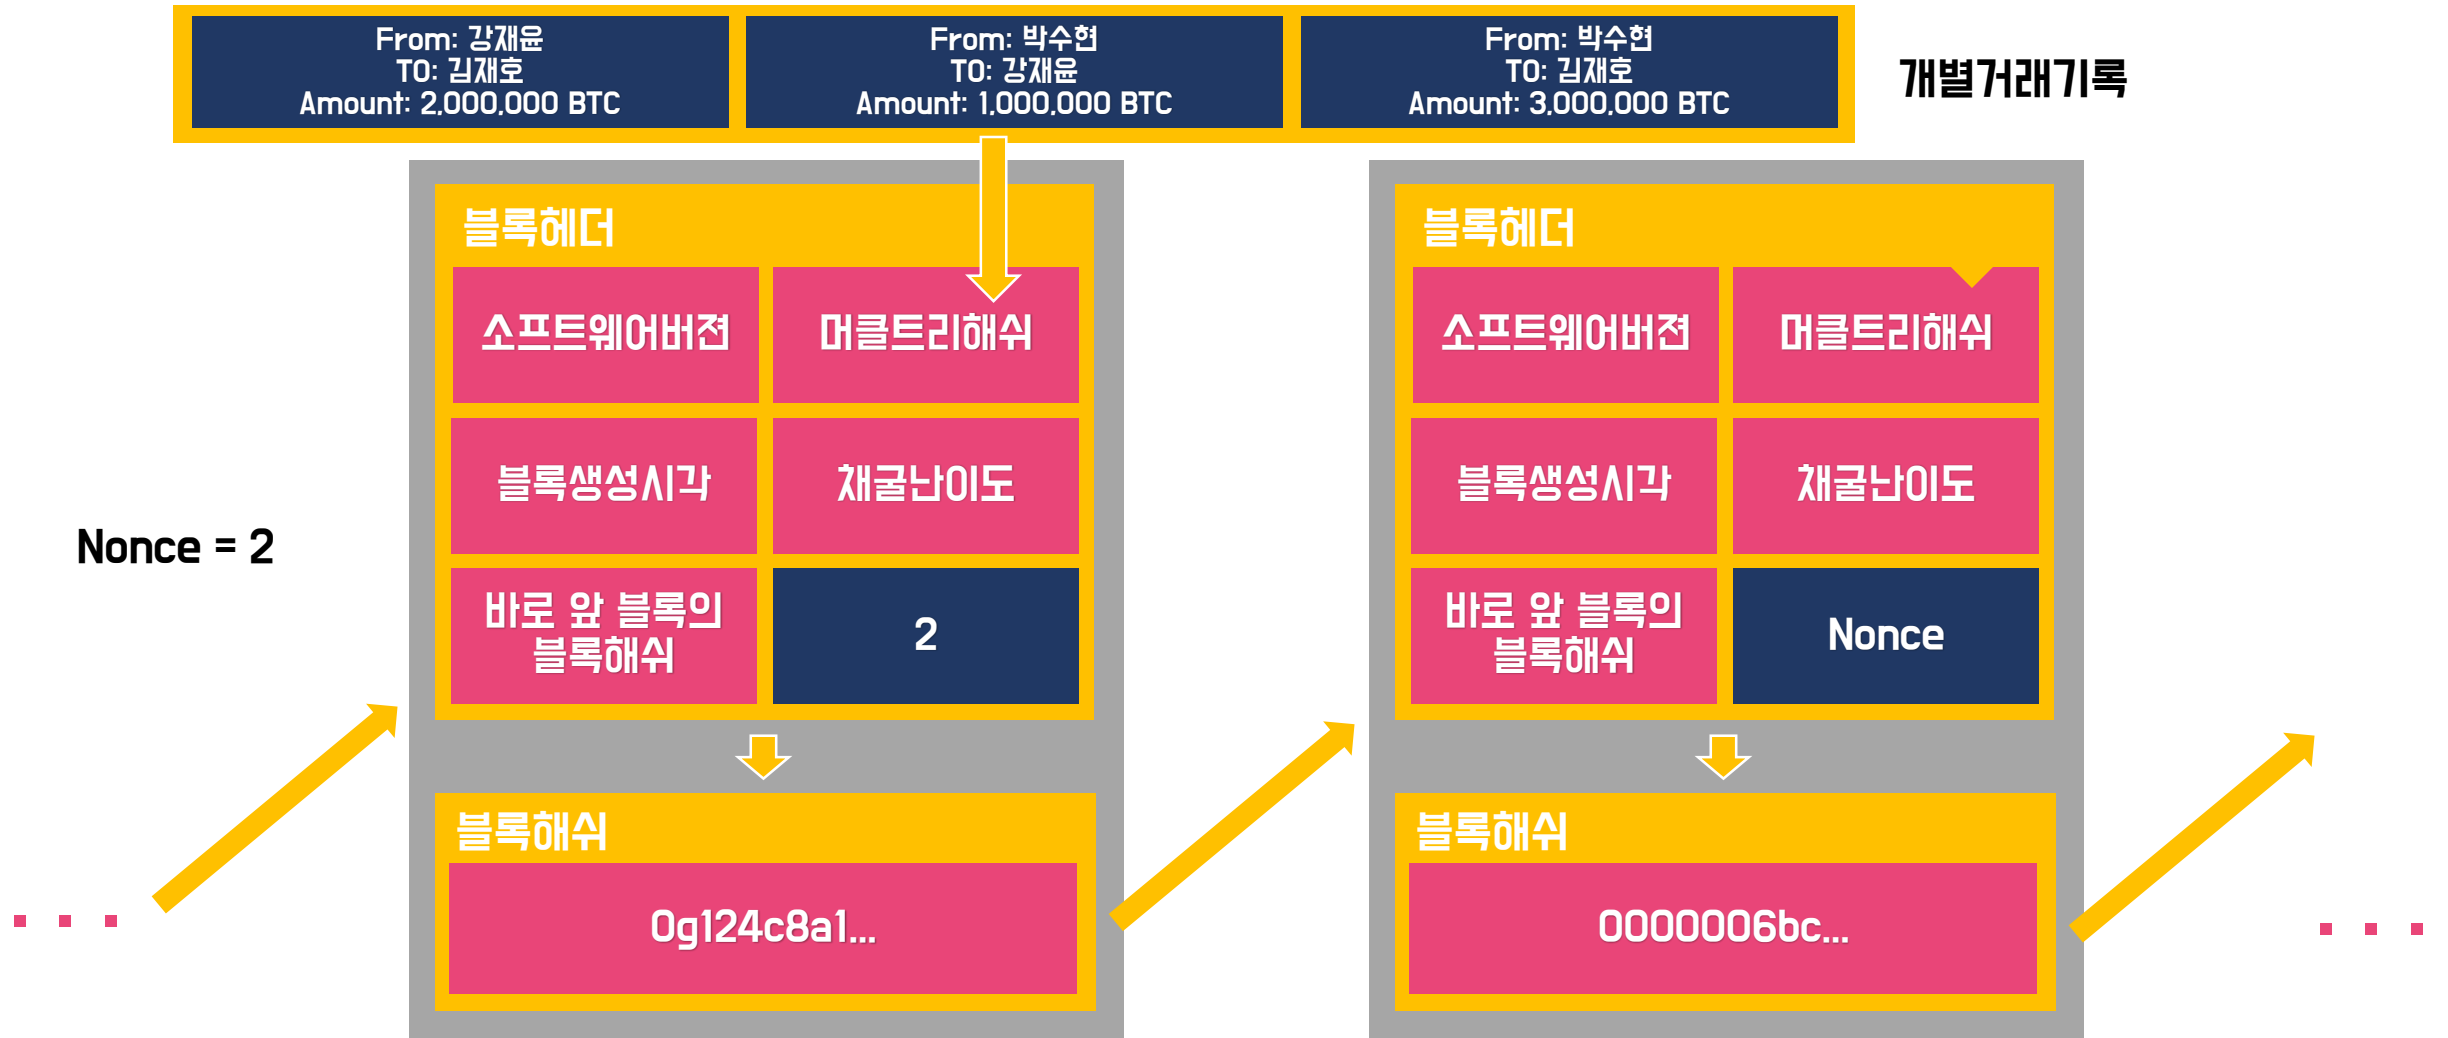 From: 강재윤
TO: 김재호
Amount: 2,000,000 BTC
From: 박수현
TO: 강재윤
Amount: 1,000,000 BTC
From: 박수현
TO: 김재호
Amount: 3,000,000 BTC
개별거래기록
블록헤더
소프트웨어버젼
머클트리해쉬
블록생성시각
채굴난이도
바로 앞 블록의
블록해쉬
2
Nonce = 2
블록해쉬
0g124c8a1...
블록헤더
소프트웨어버젼
머클트리해쉬
블록생성시각
채굴난이도
바로 앞 블록의
블록해쉬
Nonce
블록해쉬
0000006bc...